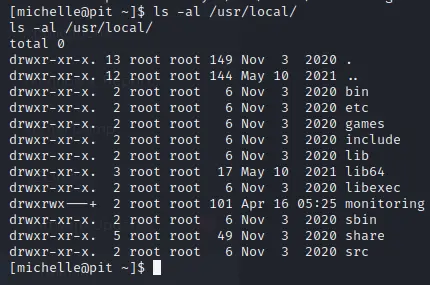 [michelle@pit ~]$ ls -al /usr/local/
ls -al /usr/local/
total 0
drwxr-xr-x. 13 root root 149 Nov  3  2020 .
drwxr-xr-x. 12 root root 144 May 10  2021 ..
drwxr-xr-x.  2 root root   6 Nov  3  2020 bin
drwxr-xr-x.  2 root root   6 Nov  3  2020 etc
drwxr-xr-x.  2 root root   6 Nov  3  2020 games
drwxr-xr-x.  2 root root   6 Nov  3  2020 include
drwxr-xr-x.  2 root root   6 Nov  3  2020 lib
drwxr-xr-x.  3 root root  17 May 10  2021 lib64
drwxr-xr-x.  2 root root   6 Nov  3  2020 libexec
drwxrwx---+  2 root root 101 Apr 16 05:25 monitoring
drwxr-xr-x.  2 root root   6 Nov  3  2020 sbin
drwxr-xr-x.  5 root root  49 Nov  3  2020 share
drwxr-xr-x.  2 root root   6 Nov  3  2020 src
[michelle@pit ~]$